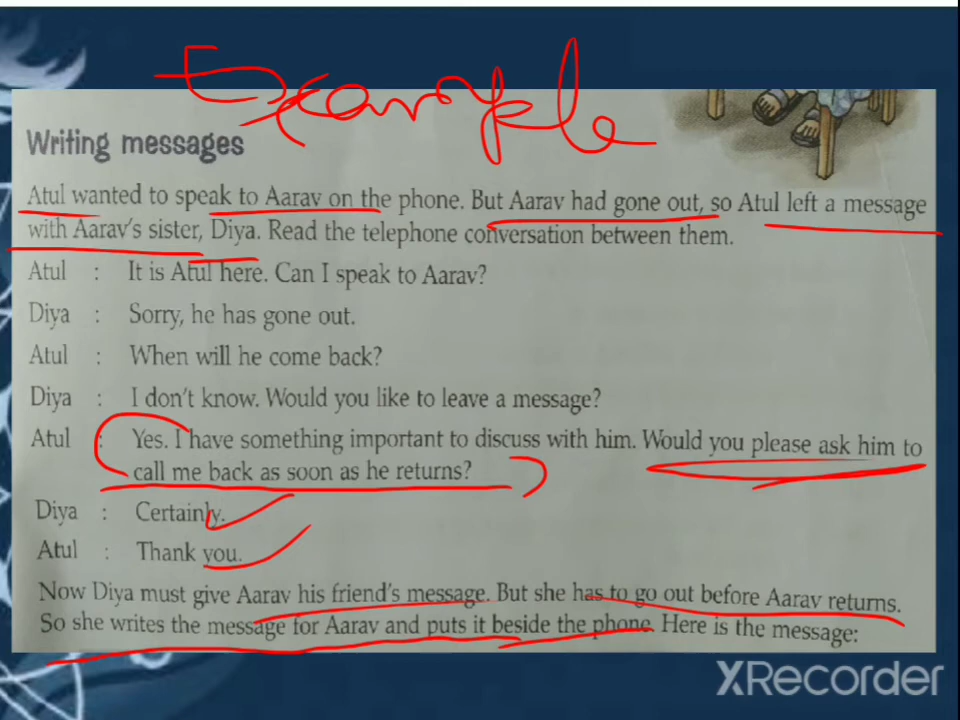 Example
Writing messages
Atul wanted to speak to Aarav on the phone. But Aarav had gone out, so Atul left a message
with Aarav's sister, Diya. Read the telephone conversation between them.
Atul : It is Atul here. Can I speak to Aarav?
Diya : Sorry, he has gone out.
Atul : When will he come back?
Diya : I don't know. Would you like to leave a message?
Atul : Yes. I have something important to discuss with him. Would you please ask him to
call me back as soon as he returns?
Diya : Certainly.
Atul : Thank you.
Now Diya must give Aarav his friend's message. But she has to go out before Aarav returns.
So she writes the message for Aarav and puts it beside the phone. Here is the message:
XRecorder